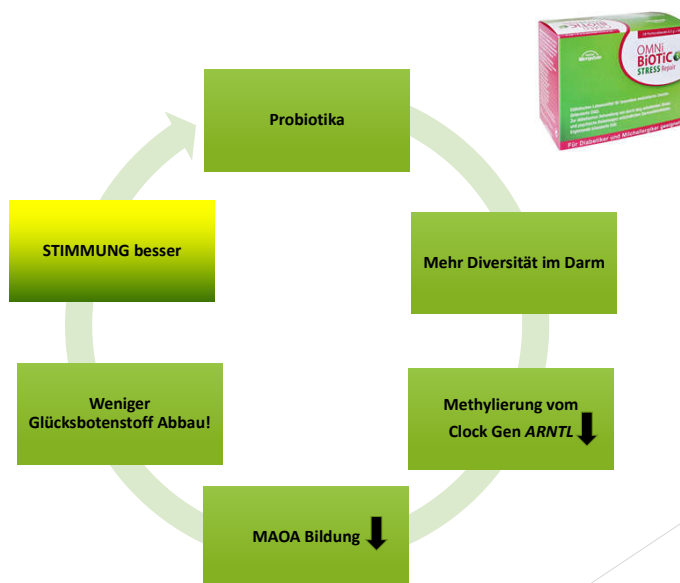 OMNi
BiOTiC
STRESS Repair
Für Diabetiker und Milchallergiker geeignet
Probiotika
STIMMUNG besser
Mehr Diversität im Darm
Weniger
Glücksbotenstoff Abbau!
Methylierung vom
Clock Gen ARNTL
MAOA Bildung